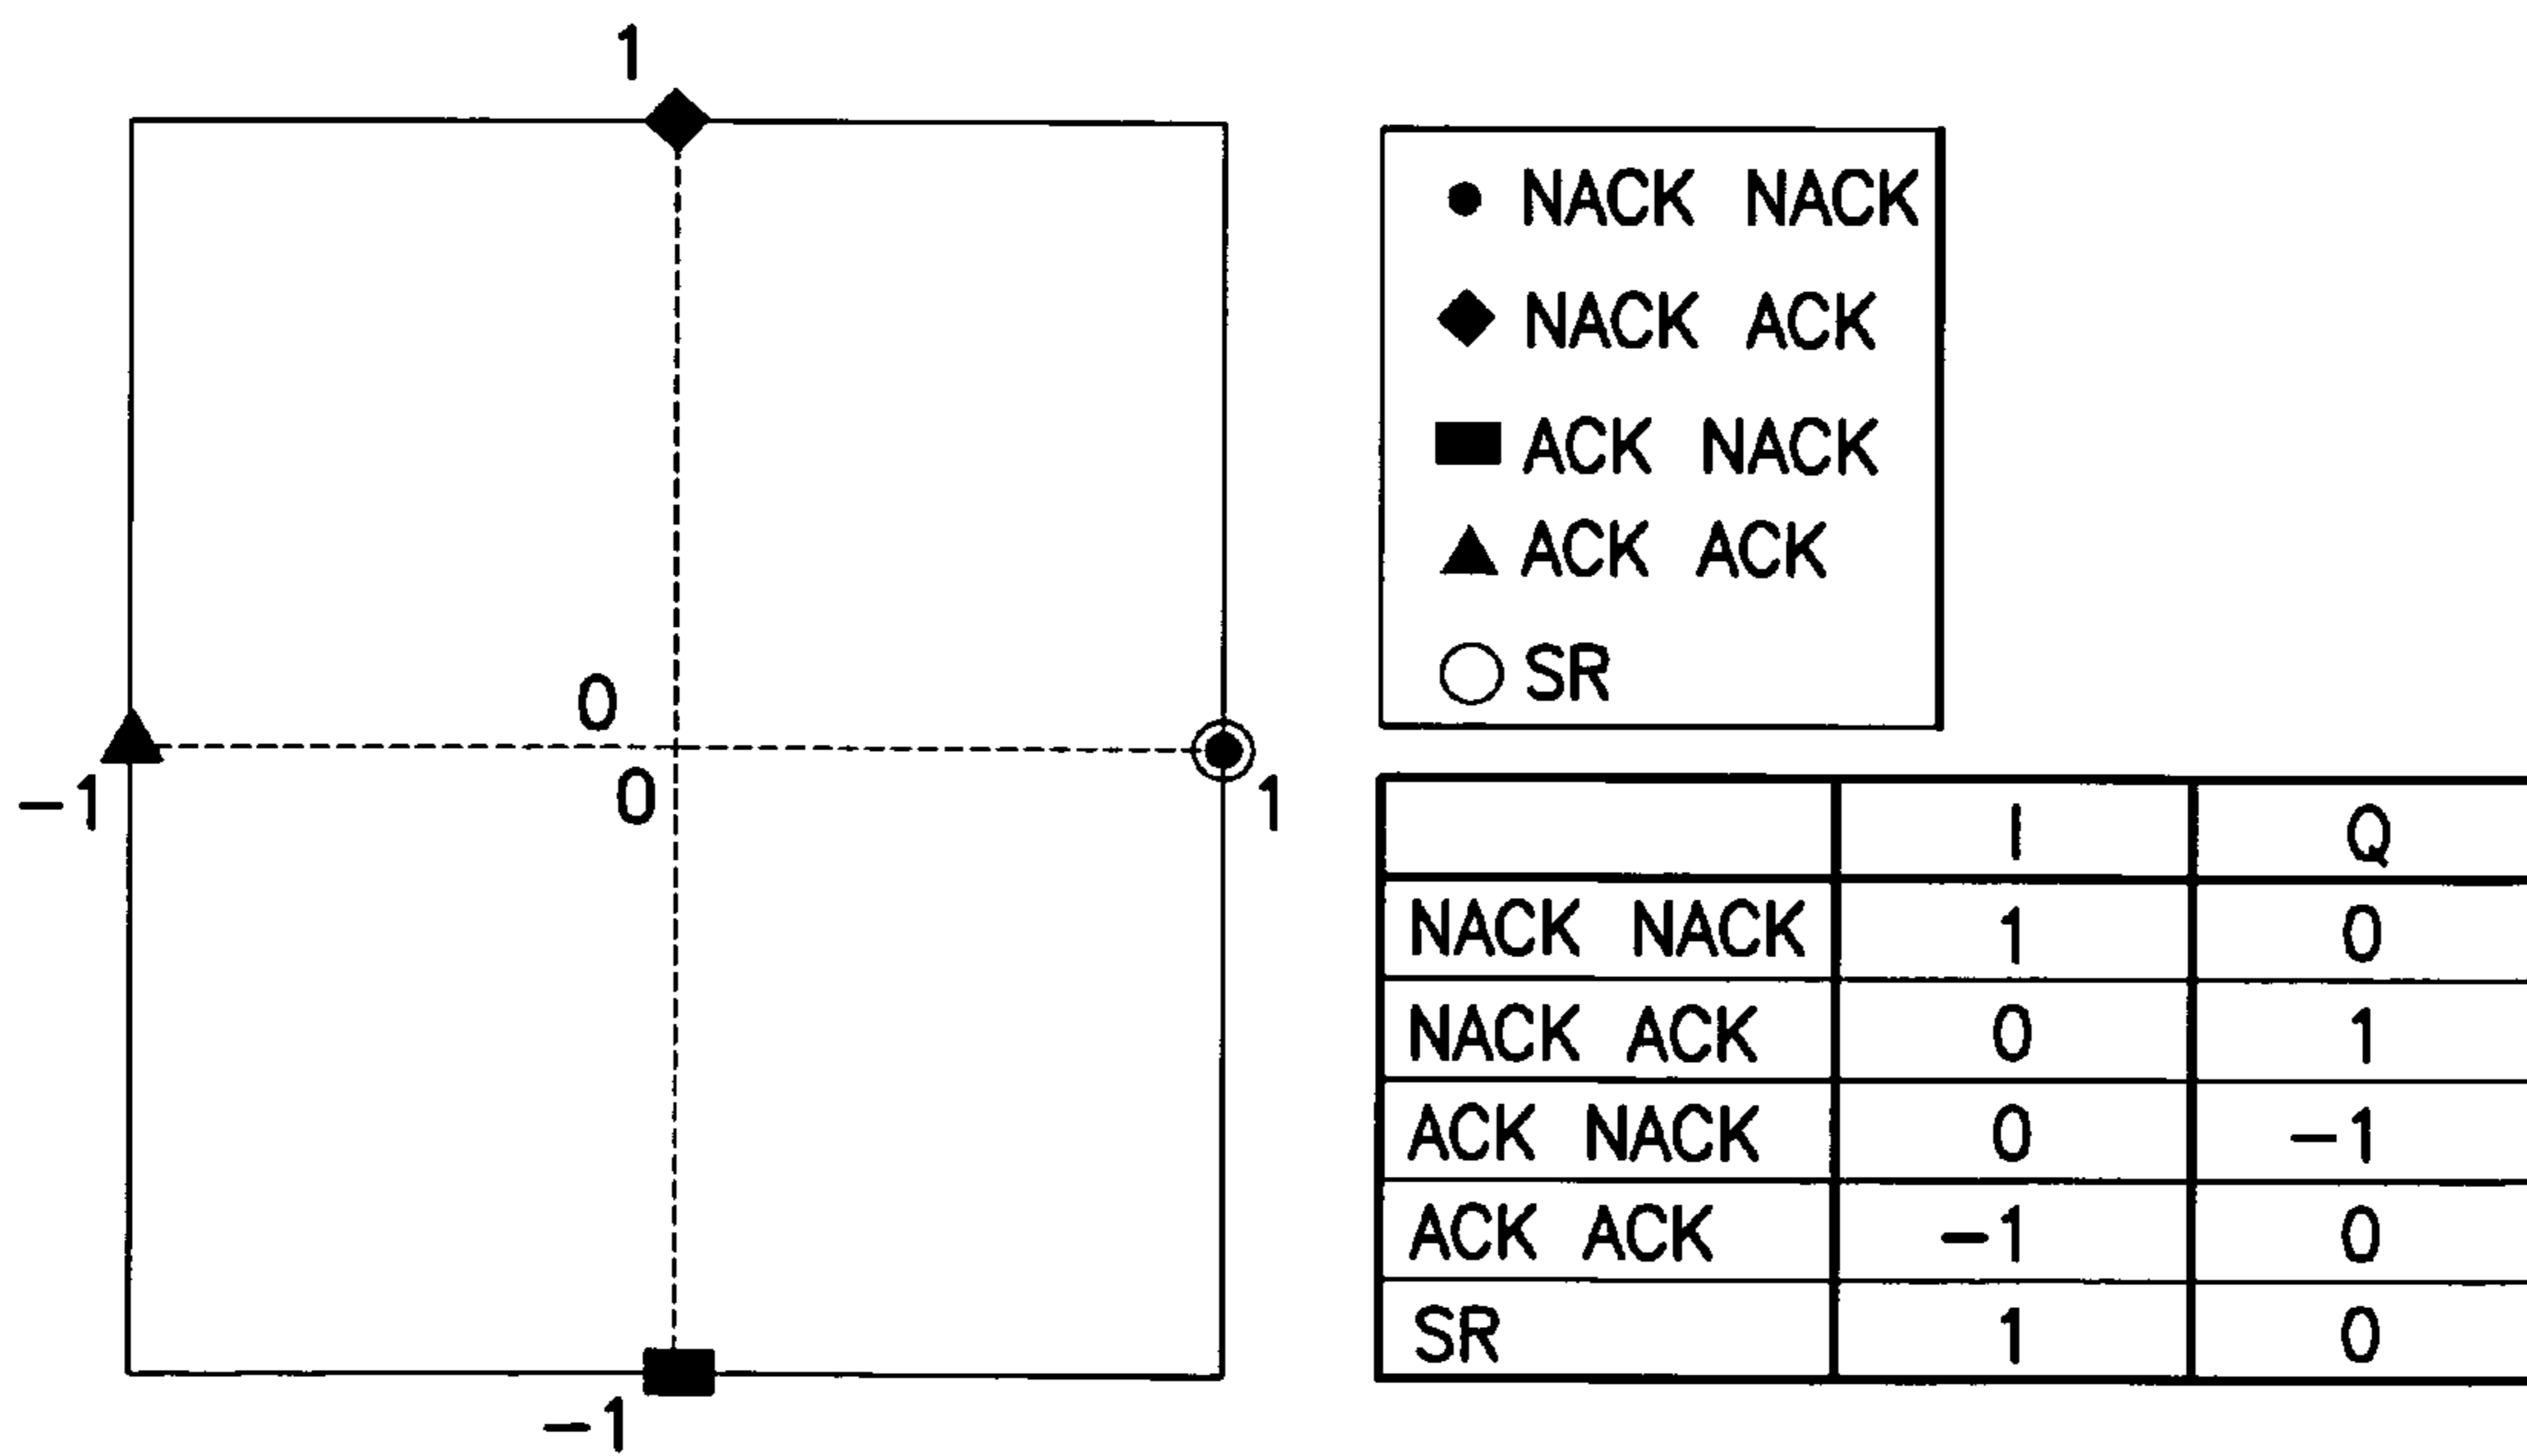 1
0
-1
0
1
-1
NACK NACK
NACK ACK
ACK NACK
ACK ACK
SR
I Q
NACK NACK 1 0
NACK ACK 0 1
ACK NACK 0 -1
ACK ACK -1 0
SR 1 0